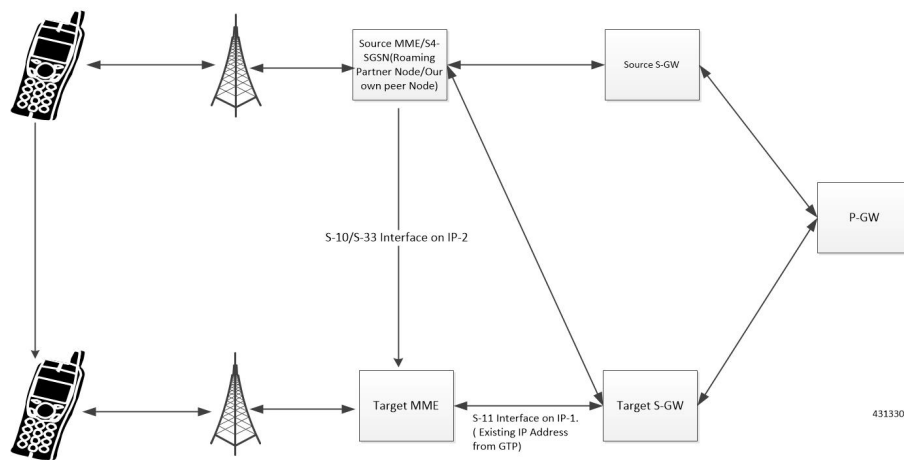 Source MME/S4-
SGSN(Roaming
Partner Node/Our
own peer Node)
Source S-GW
P-GW
S-10/S-33 Interface on IP-2
Target MME
S-11 Interface on IP-1.
( Existing IP Address
from GTP)
Target S-GW
431330